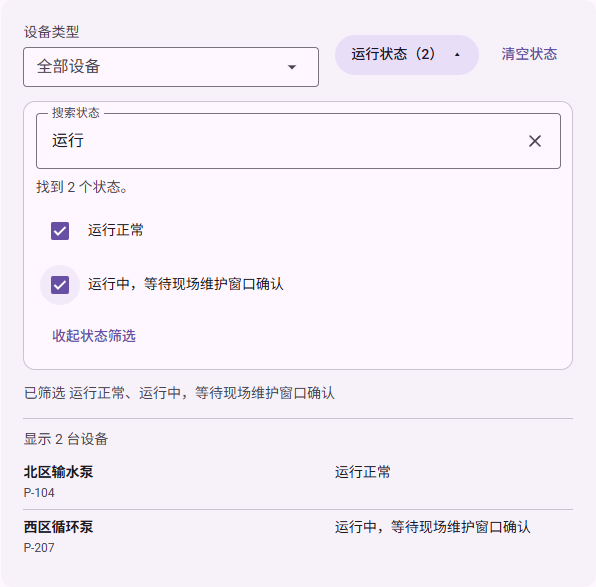 设备类型
全部设备
运行状态（2）
清空状态
搜索状态
运行
找到 2 个状态。
运行正常
运行中，等待现场维护窗口确认
收起状态筛选
已筛选 运行正常、运行中，等待现场维护窗口确认
显示 2 台设备
北区输水泵
运行正常
P-104
西区循环泵
运行中，等待现场维护窗口确认
P-207